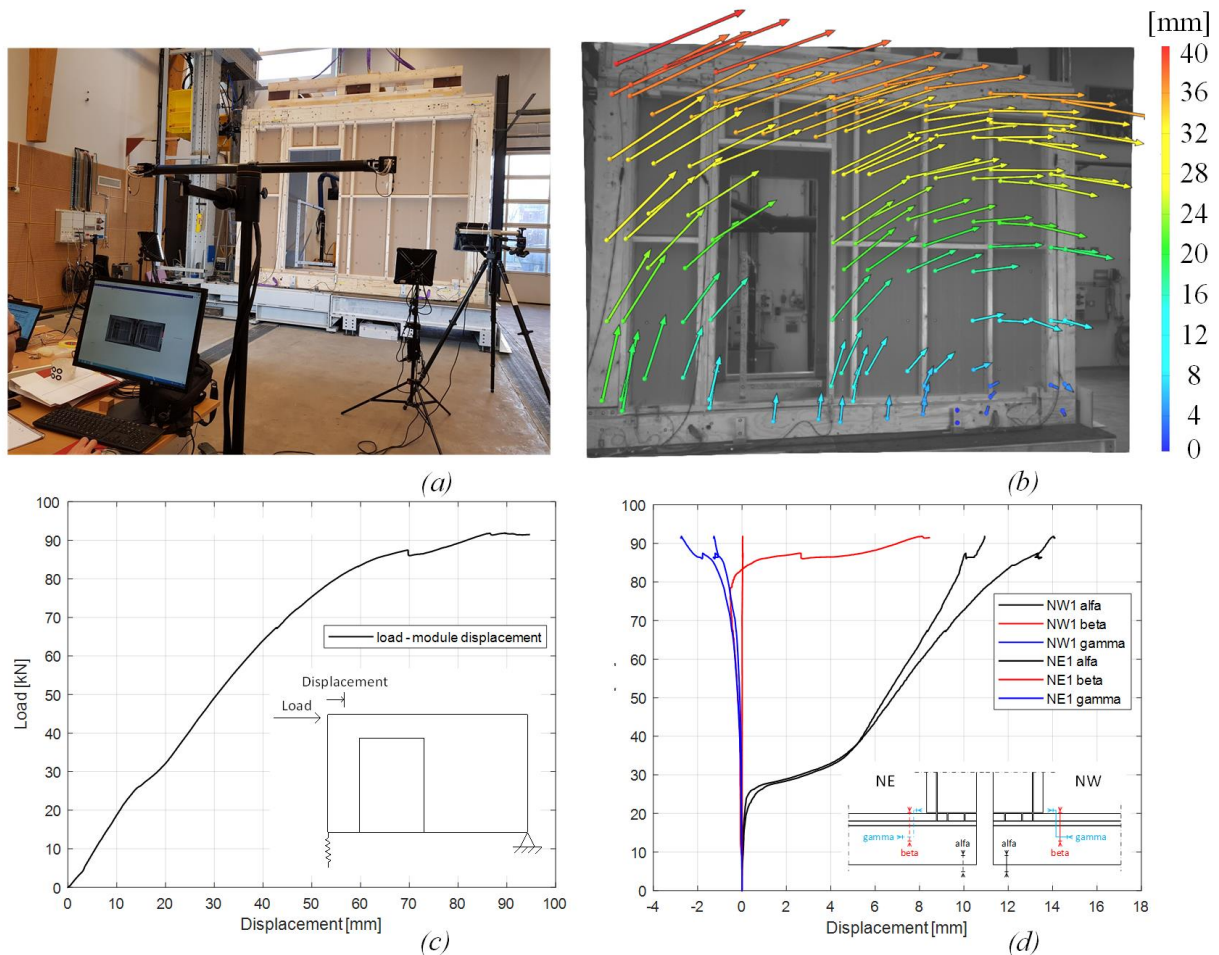 [mm]
40
36
32
28
24
20
16
12
8
4
0
(a)
(b)
100
90
80
70
60
50
40
30
20
10
0
Load [kN]
load - module displacement
Displacement
Load
0 10 20 30 40 50 60 70 80 90 100
Displacement [mm]
(c)
100
90
80
70
60
50
40
30
20
10
0
NW1 alfa
NW1 beta
NW1 gamma
NE1 alfa
NE1 beta
NE1 gamma
NE
NW
gamma
beta
alfa
alfa
gamma
beta
-4 -2 0 2 4 6 8 10 12 14 16 18
Displacement [mm]
(d)